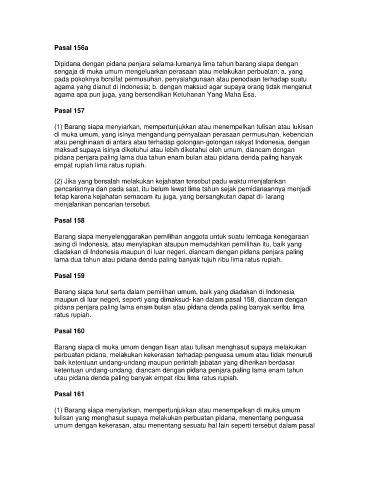 Pasal 156a
Dipidana dengan pidana penjara selama-lumanya lima tahun barang siapa dengan
sengaja di muka umum mengeluarkan perasaan atau melakukan perbuatan: a. yang
pada pokoknya bcrsifat permusuhan, penyalahgunaan atau penodaan terhadap suatu
agama yang dianut di Indonesia; b. dengan maksud agar supaya orang tidak menganut
agama apa pun juga, yang bersendikan Ketuhanan Yang Maha Esa.
Pasal 157
(1) Barang siapa menyiarkan, mempertunjukkan atau menempelkan tulisan atau lukisan
di muka umum, yang isinya mengandung pernyataan perasaan permusuhan, kebencian
atau penghinaan di antara atau terhadap golongan-golongan rakyat Indonesia, dengan
maksud supaya isinya diketuhui atau lebih diketahui oleh umum, diancam dengan
pidana penjara paling lama dua tahun enam bulan atau pidana denda paling banyak
empat ribu lima ratus rupiah.
(2) Jika yang bersalah melakukan kejahatan tersebut padu waktu menjalankan
pencariannya dan pada saat, itu belum lewat lima tahun sejak pemidanaannya menjadi
tetap karena kejahatan semacam itu juga, yang bersangkutan dapat di- larang
menjalankan pencarian tersebut.
Pasal 158
Barang siapa menyelenggarakan pemilihan anggota untuk suatu lembaga kenegaraan
asing di Indonesia, atau menyiapkan ataupun memudahkan pemilihan itu, baik yang
diadakan di Indonesia maupun di luar negeri, diancam dengan pidana penjara paling
lama dua tahun atau pidana denda paling banyak tujuh ribu lima ratus rupiah.
Pasal 159
Barang siapa turut serta dalam pemilihan umum, baik yang diadakan di Indonesia
maupun di luar negeri, seperti yang dimaksud- kan dalam pasal 158, diancam dengan
pidana penjara paling lama enam bulan atau pidana denda paling banyak seribu lima
ratus rupiah.
Pasal 160
Barang siapa di muka umum dengan lisan atau tulisan menghasut supaya melakukan
perbuatan pidana, melakukan kekerasan terhadap penguasa umum atau tidak menuruti
baik ketentuan undang-undang maupun perintah jabatan yang diherikan berdasar
ketentuan undang-undang, diancam dengan pidana penjara paling lama enam tahun
utau pidana denda paling banyak empat ribu lima ratus rupiah.
Pasal 161
(1) Barang siapa menyiarkan, mempertunjukkan atau menempelkan di muka umum
tulisan yang menghasut supaya melakukan perbuatan pidana, menentang penguasa
umum dengan kekerasan, atau menentang sesuatu hal lain seperti tersebut dalam pasal